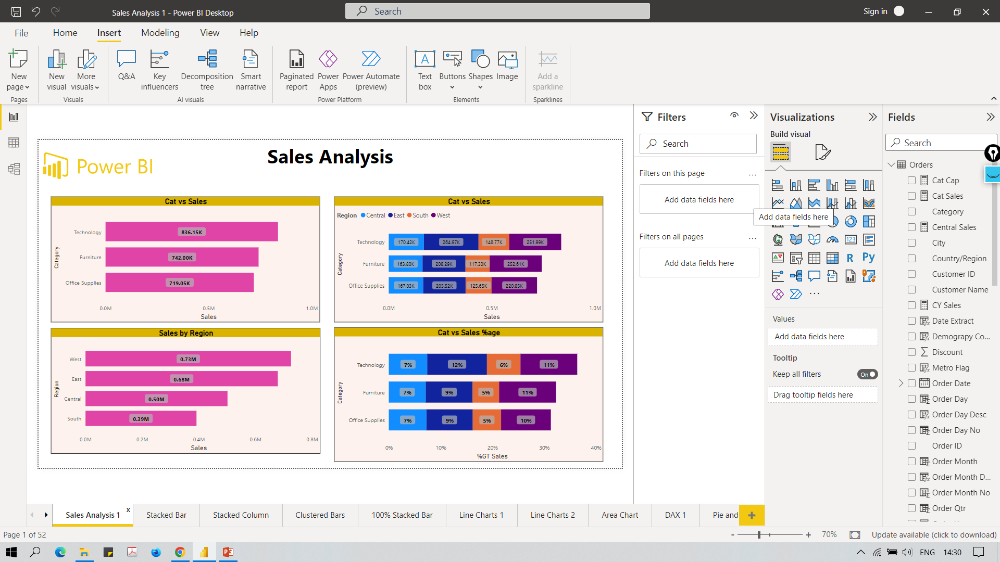 Sales Analysis 1 - Power BI Desktop
Search
Sign in
File
Home
Insert
Modeling
View
Help
New page
Pages
New visual
More visuals
Visuals
Q&A
Key influencers
Decomposition tree
Smart narrative
AI visuals
Paginated report
Power Apps
Power Automate (preview)
Power Platform
Text box
Buttons
Shapes
Image
Elements
Add a sparkline
Sparklines
Power BI
Sales Analysis
Cat vs Sales
Category
Technology
836.15K
Furniture
742.00K
Office Supplies
719.05K
0.0M
0.5M
1.0M
Sales
Cat vs Sales
Region Central East South West
Category
Technology
170.42K
264.97K
148.77K
251.99K
Furniture
163.80K
208.29K
117.30K
252.61K
Office Supplies
167.03K
205.52K
125.65K
220.85K
0.0M
0.5M
1.0M
Sales
Sales by Region
Region
West
0.73M
East
0.68M
Central
0.50M
South
0.39M
0.0M
0.2M
0.4M
0.6M
0.8M
Sales
Cat vs Sales %age
Category
Technology
7%
12%
6%
11%
Furniture
7%
9%
5%
11%
Office Supplies
7%
9%
5%
10%
0%
10%
20%
30%
40%
%GT Sales
Filters
Search
Filters on this page
...
Add data fields here
Filters on all pages
...
Add data fields here
Visualizations
Build visual
Add data fields here
123
R
Py
...
Values
Add data fields here
Tooltip
Keep all filters
On
Drag tooltip fields here
Fields
Search
Orders
Cat Cap
Cat Sales
Category
Central Sales
City
Country/Region
Customer ID
Customer Name
CY Sales
Date Extract
Demograpy Co...
Discount
Metro Flag
Order Date
Order Day
Order Day Desc
Order Day No
Order ID
Order Month
Order Month D...
Order Month No
Order Qtr
Sales Analysis 1
x
Stacked Bar
Stacked Column
Clustered Bars
100% Stacked Bar
Line Charts 1
Line Charts 2
Area Chart
DAX 1
Pie and
Page 1 of 52
- + 70%
Update available (click to download)
ENG
14:30